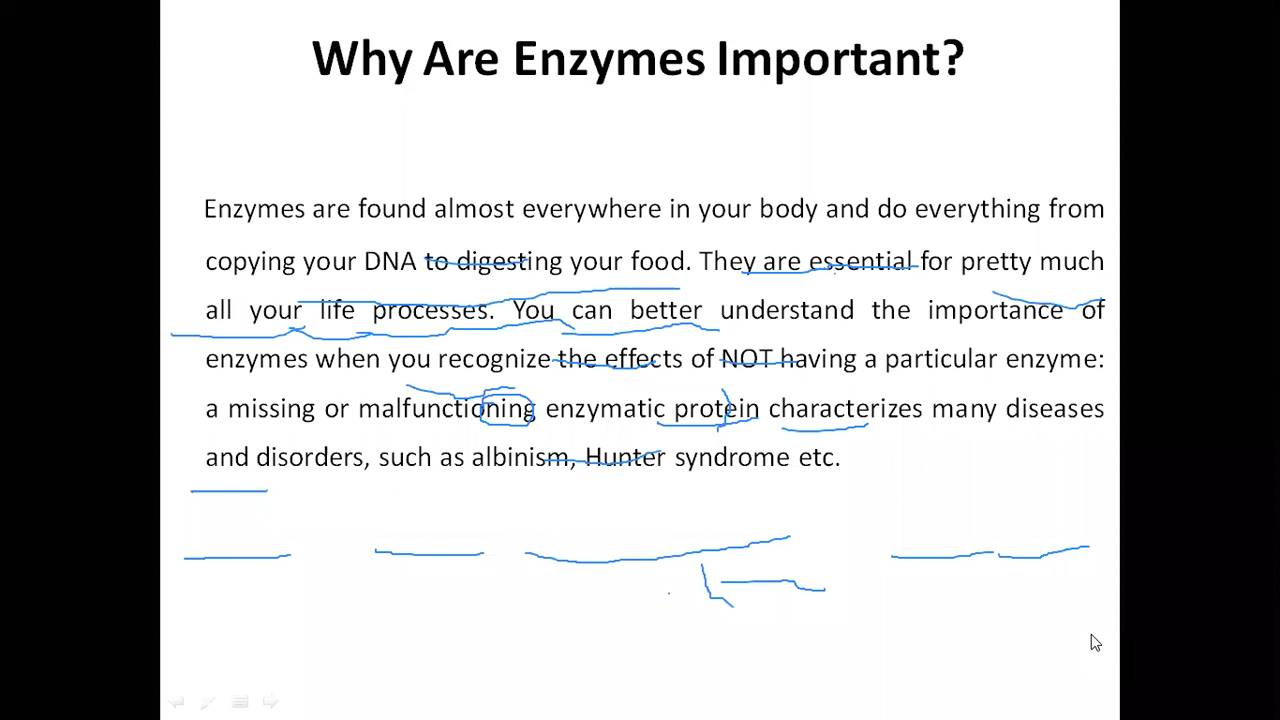 Why Are Enzymes Important?
Enzymes are found almost everywhere in your body and do everything from
copying your DNA to digesting your food. They are essential for pretty much
all your life processes. You can better understand the importance of
enzymes when you recognize the effects of NOT having a particular enzyme:
a missing or malfunctioning enzymatic protein characterizes many diseases
and disorders, such as albinism, Hunter syndrome etc.